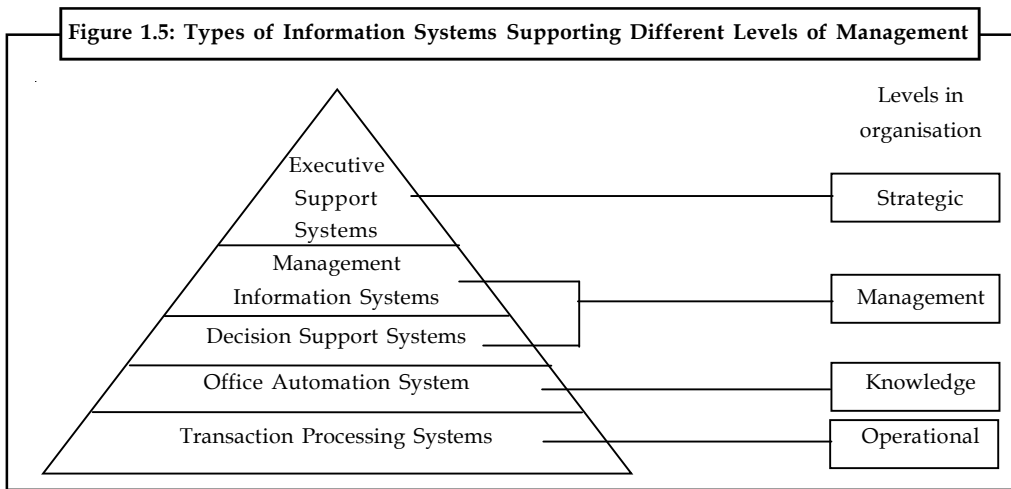 Figure 1.5: Types of Information Systems Supporting Different Levels of Management
Levels in
organisation
Executive
Support
Systems
Strategic
Management
Information Systems
Management
Decision Support Systems
Office Automation System
Knowledge
Transaction Processing Systems
Operational